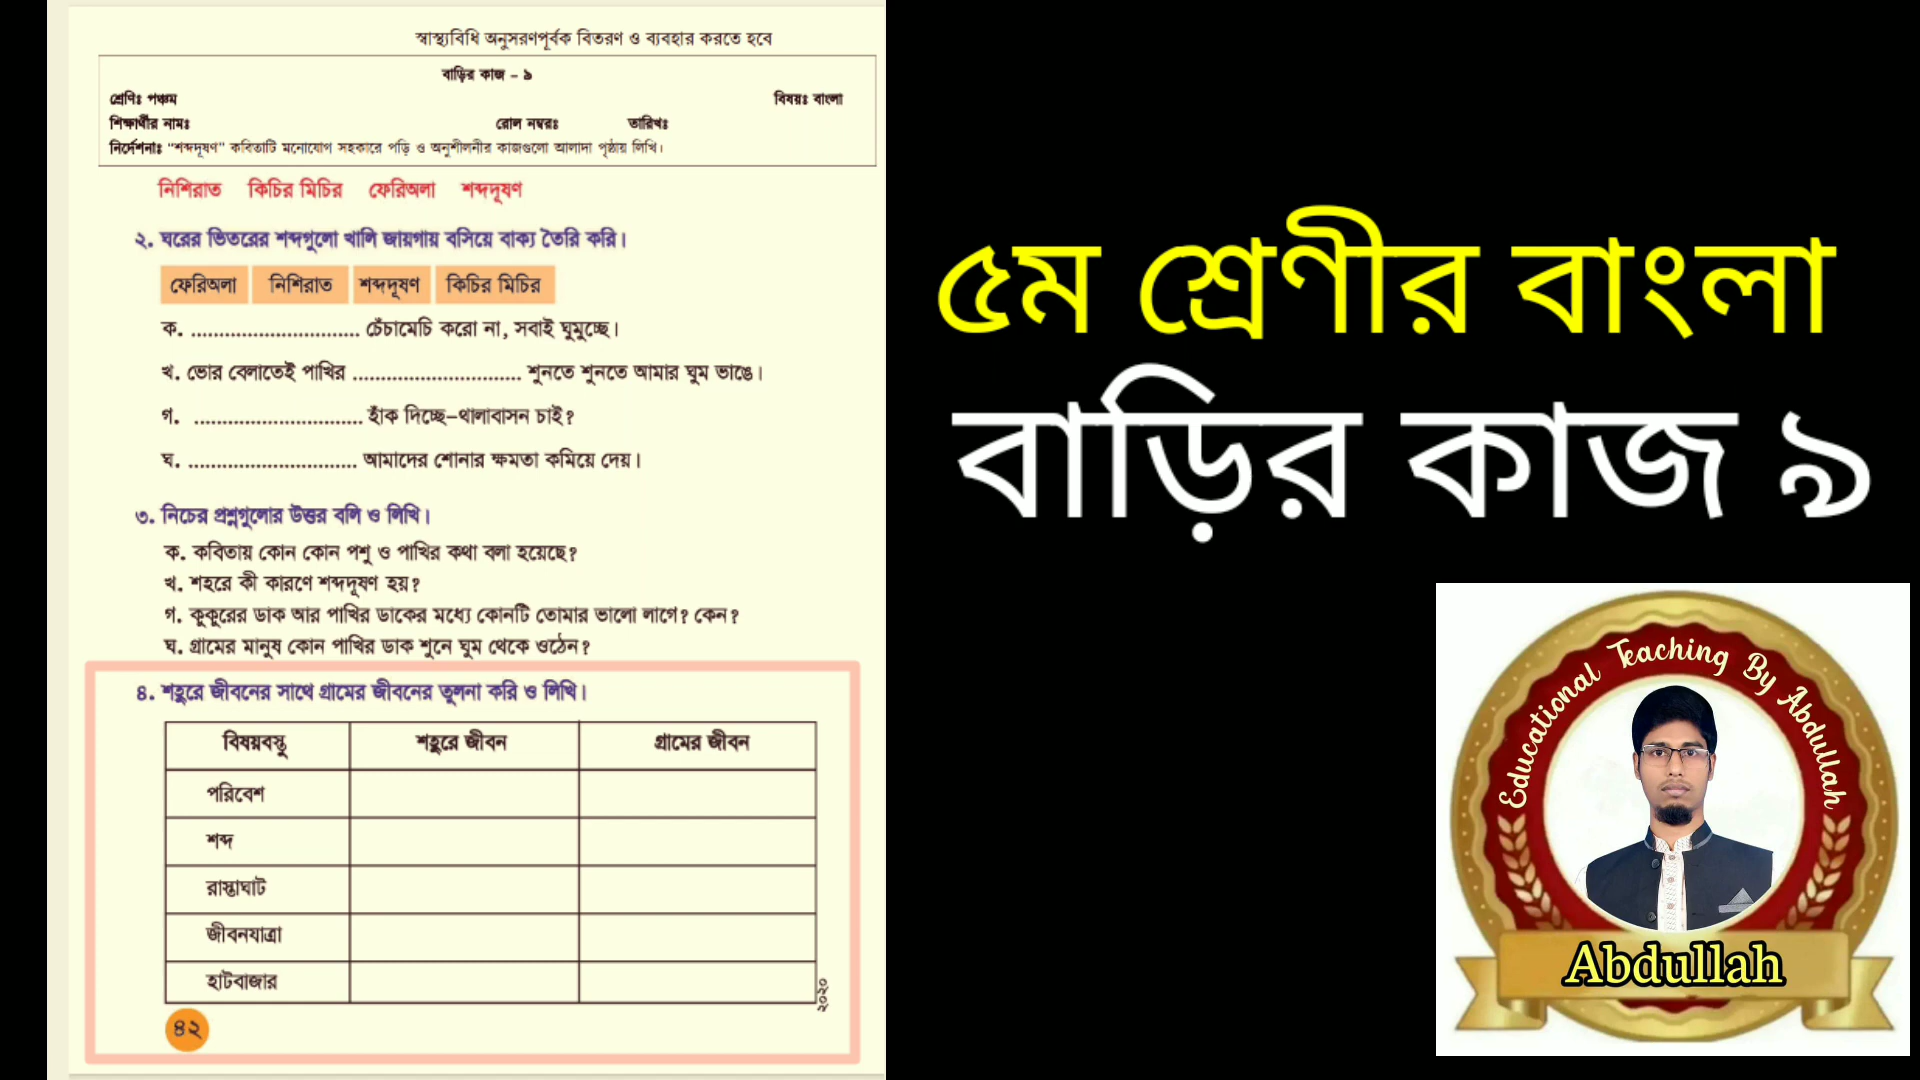 স্বাস্থ্যবিধি অনুসরণপূর্বক বিতরণ ও ব্যবহার করতে হবে
বাড়ির কাজ – ৯
শ্রেণিঃ পঞ্চম বিষয়ঃ বাংলা
শিক্ষার্থীর নামঃ রোল নম্বরঃ তারিখঃ
নির্দেশনাঃ “শব্দদূষণ” কবিতাটি মনোযোগ সহকারে পড়ি ও অনুশীলনীর কাজগুলো আলাদা পৃষ্ঠায় লিখি।
নিশিরাত কিচির মিচির ফেরিঅলা শব্দদূষণ
২. ঘরের ভিতরের শব্দগুলো খালি জায়গায় বসিয়ে বাক্য তৈরি করি।
ফেরিঅলা নিশিরাত শব্দদূষণ কিচির মিচির
ক. .............................. চেঁচামেচি করো না, সবাই ঘুমুচ্ছে।
খ. ভোর বেলাতেই পাখির .............................. শুনতে শুনতে আমার ঘুম ভাঙে।
গ. .............................. হাঁক দিচ্ছে–থালাবাসন চাই?
ঘ. .............................. আমাদের শোনার ক্ষমতা কমিয়ে দেয়।
৩. নিচের প্রশ্নগুলোর উত্তর বলি ও লিখি।
ক. কবিতায় কোন কোন পশু ও পাখির কথা বলা হয়েছে?
খ. শহরে কী কারণে শব্দদূষণ হয়?
গ. কুকুরের ডাক আর পাখির ডাকের মধ্যে কোনটি তোমার ভালো লাগে? কেন?
ঘ. গ্রামের মানুষ কোন পাখির ডাক শুনে ঘুম থেকে ওঠেন?
৪. শহুরে জীবনের সাথে গ্রামের জীবনের তুলনা করি ও লিখি।
বিষয়বস্তু শহুরে জীবন গ্রামের জীবন
পরিবেশ
শব্দ
রাস্তাঘাট
জীবনযাত্রা
হাটবাজার
২০২০
৪২
৫ম শ্রেণীর বাংলা
বাড়ির কাজ ৯
Educational Teaching By Abdullah
Abdullah